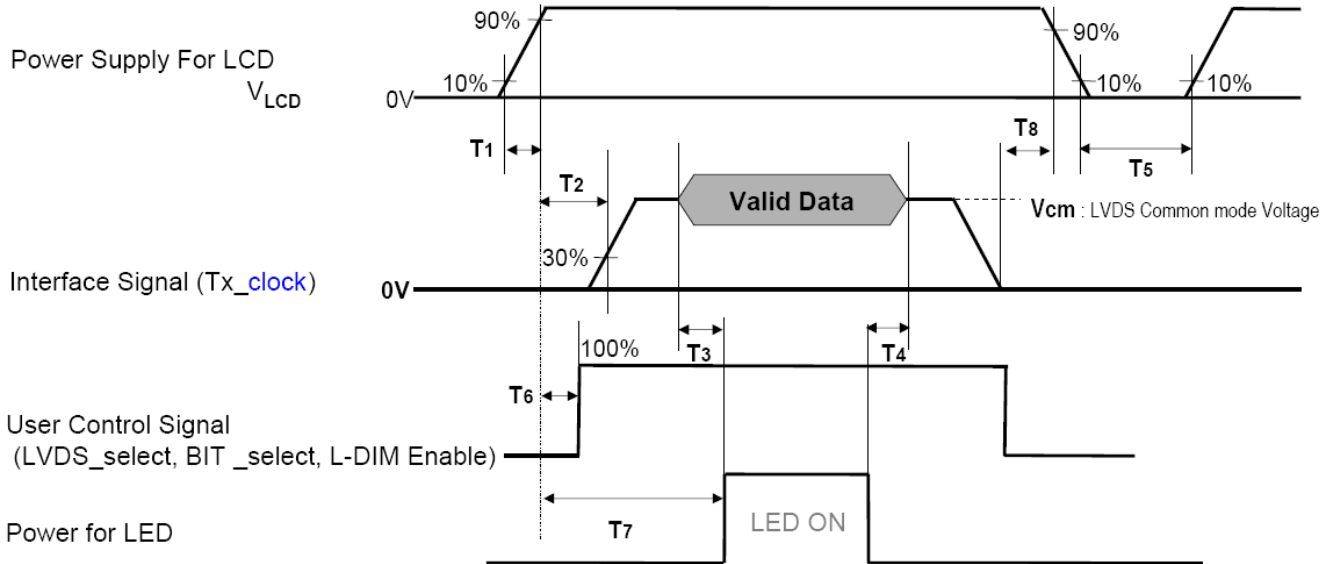 90%
90%
Power Supply For LCD
VLCD
10%
10%
10%
0V
T1
T8
T5
T2
Valid Data
Vcm : LVDS Common mode Voltage
30%
Interface Signal (Tx_clock)
0V
100%
T3
T4
T6
User Control Signal
(LVDS_select, BIT _select, L-DIM Enable)
Power for LED
T7
LED ON